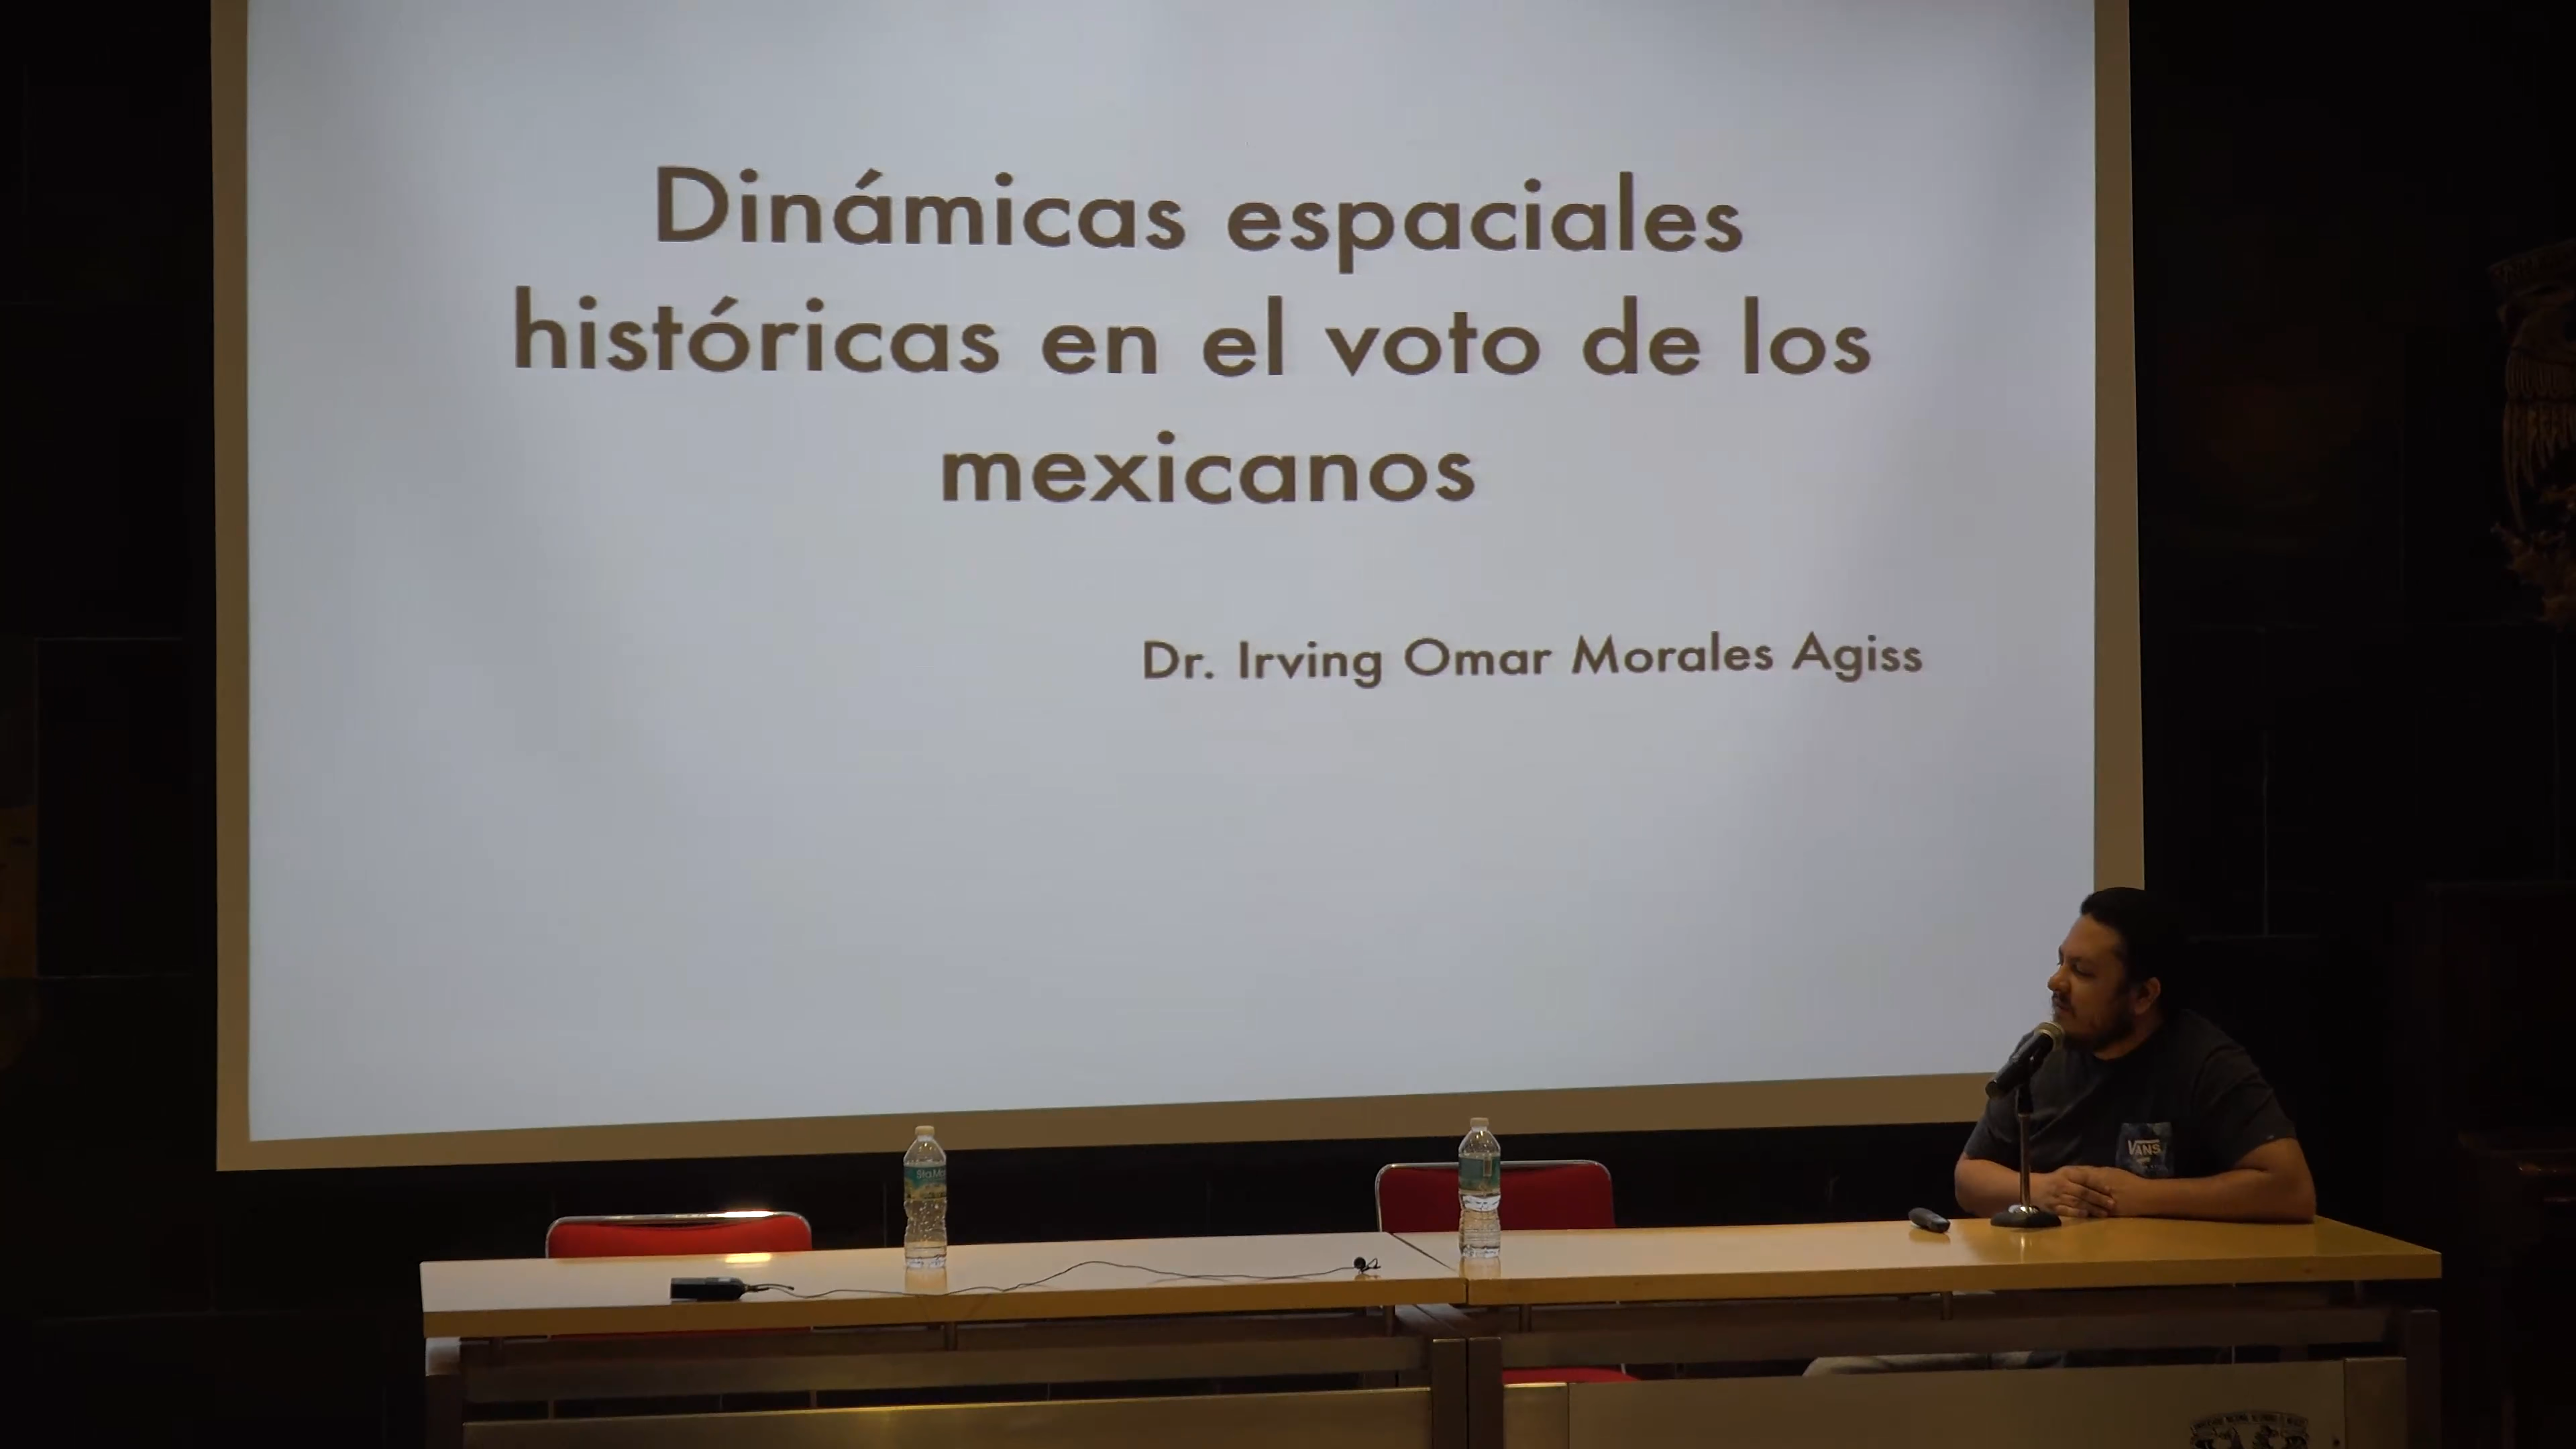 Dinámicas espaciales
históricas en el voto de los
mexicanos
Dr. Irving Omar Morales Agiss
VANS